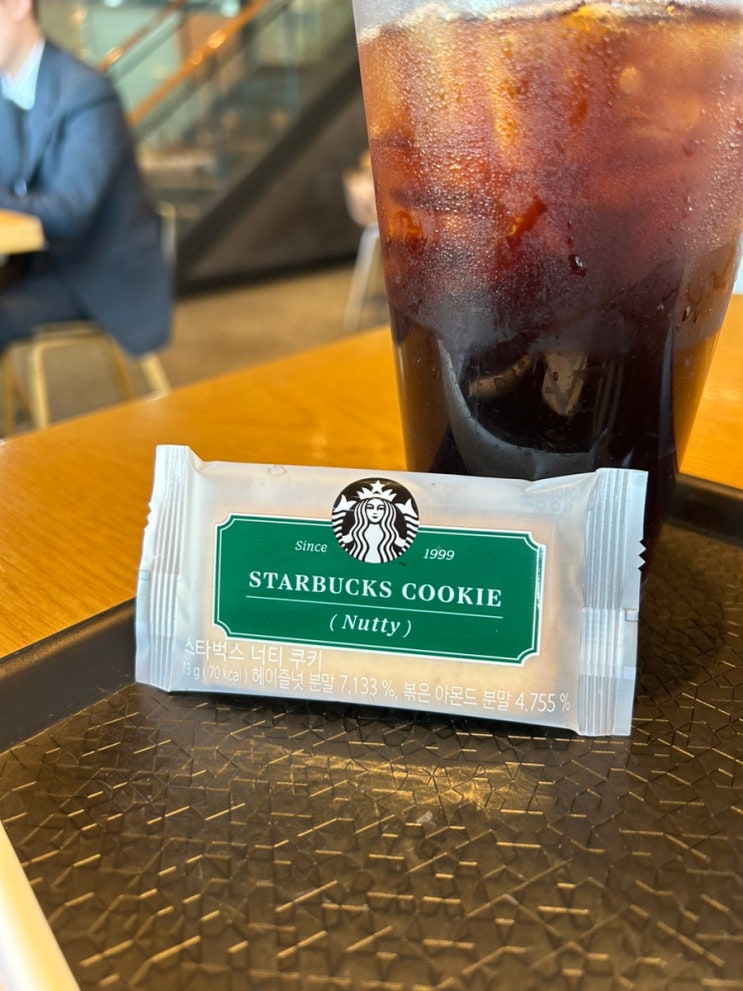 Since 1999
STARBUCKS COOKIE
(Nutty)
스타벅스 너티 쿠키
13 g ( 70 kcal ) 헤이즐넛 분말 7.133 %, 볶은 아몬드 분말 4.755 %